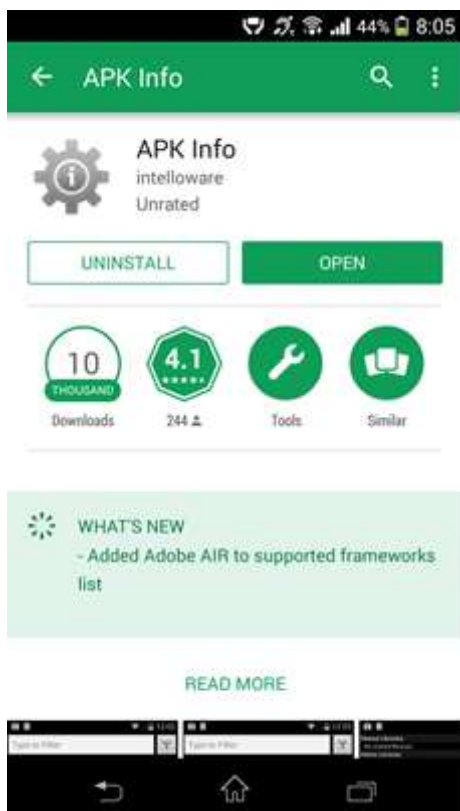 44% 8:05
APK Info
APK Info
intelloware
Unrated
UNINSTALL
OPEN
10
THOUSAND
Downloads
4.1
244
Tools
Similar
WHAT'S NEW
- Added Adobe AIR to supported frameworks
list
READ MORE
Type to Filter
Type to Filter